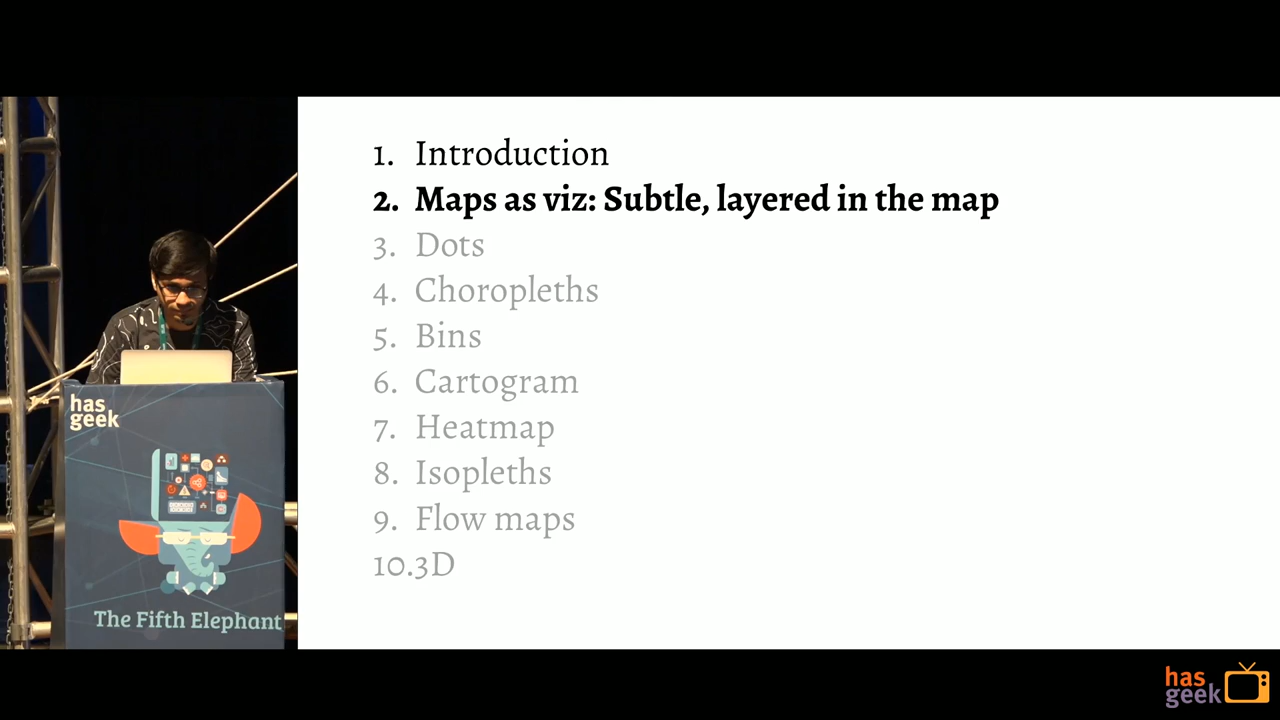 1. Introduction
2. Maps as viz: Subtle, layered in the map
3. Dots
4. Choropleths
5. Bins
6. Cartogram
7. Heatmap
8. Isopleths
9. Flow maps
10.3D
has
geek
The Fifth Elephant
has
geek